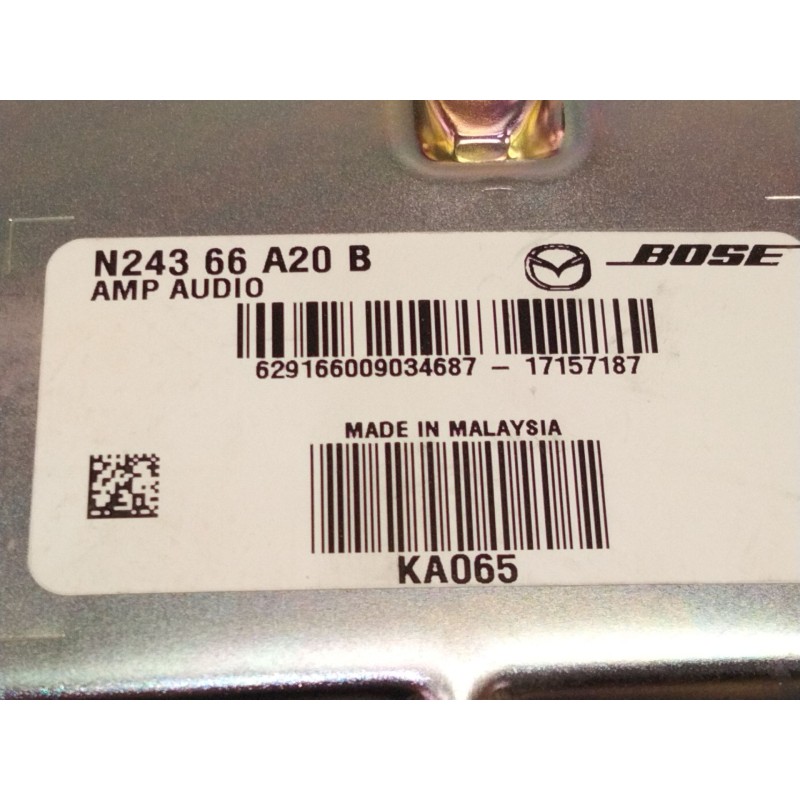 N243 66 A20 B
BOSE
AMP AUDIO
629166009034687 - 17157187
MADE IN MALAYSIA
KA065